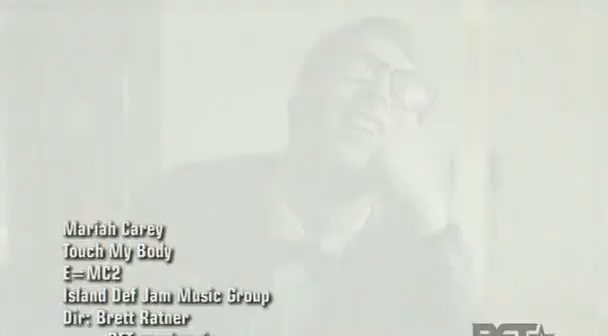 Mariah Carey
Touch My Body
E=MC2
Island Def Jam Music Group
Dir: Brett Ratner